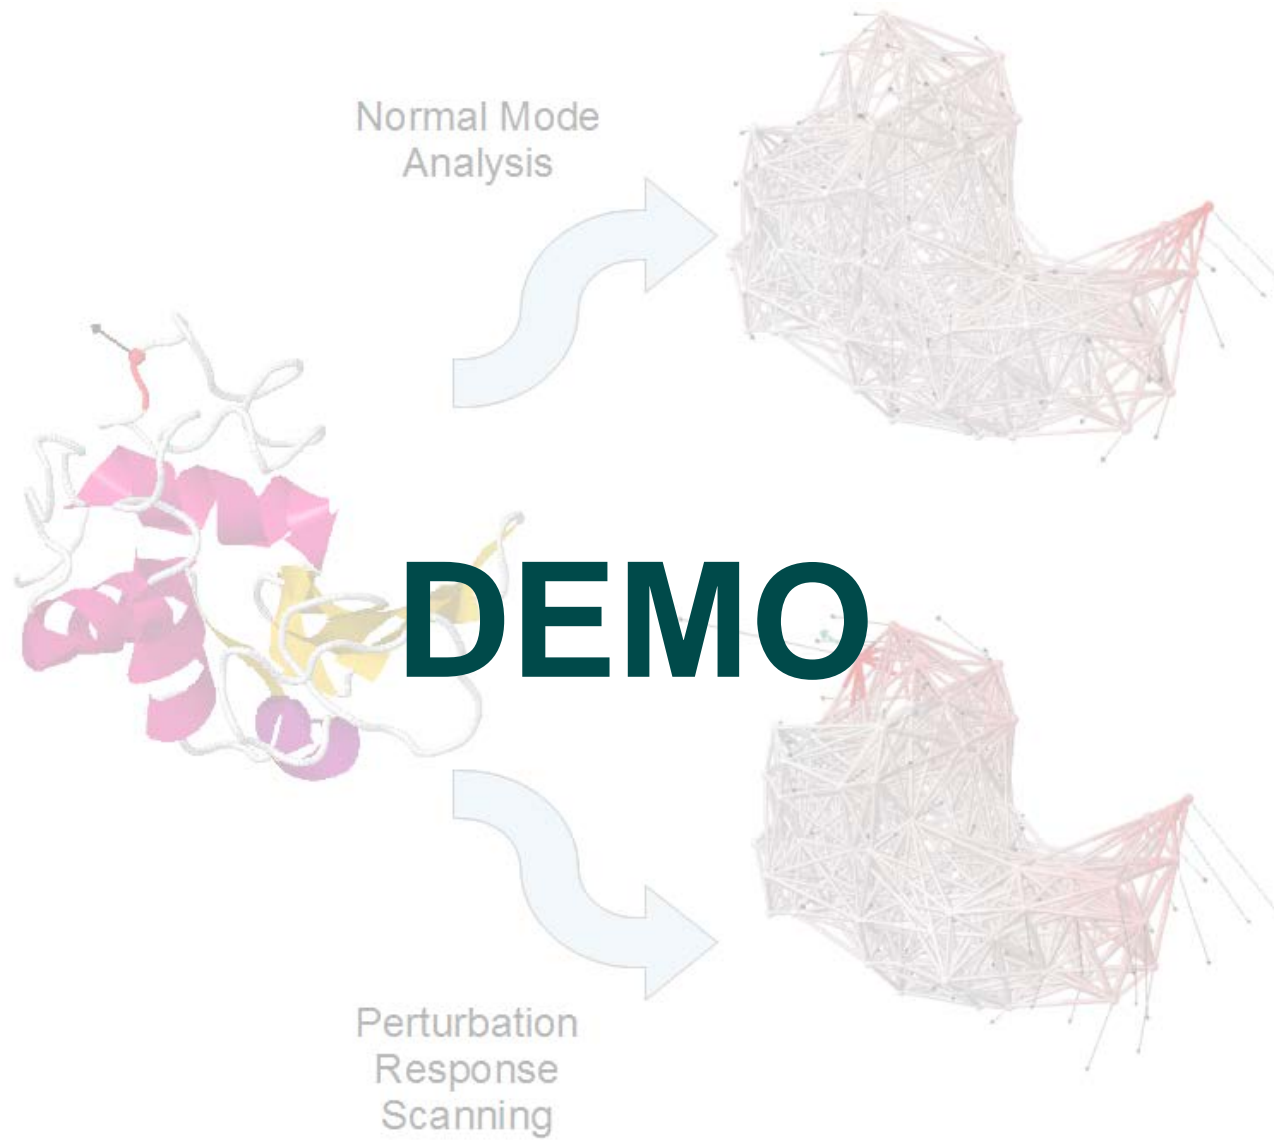 Normal Mode
Analysis
DEMO
Perturbation
Response
Scanning